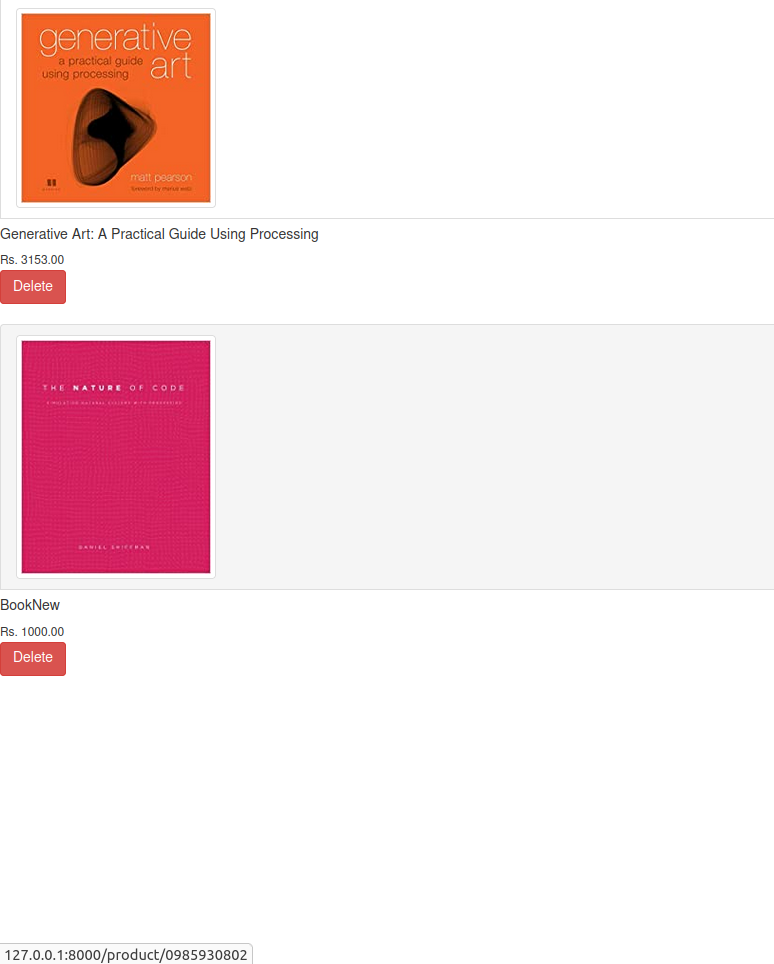 generative
a practical guide
art
using processing
matt pearson
foreword by marius watz
Generative Art: A Practical Guide Using Processing
Rs. 3153.00
Delete
THE NATURE OF CODE
SIMULATING NATURAL SYSTEMS WITH PROCESSING
DANIEL SHIFFMAN
BookNew
Rs. 1000.00
Delete
127.0.0.1:8000/product/0985930802